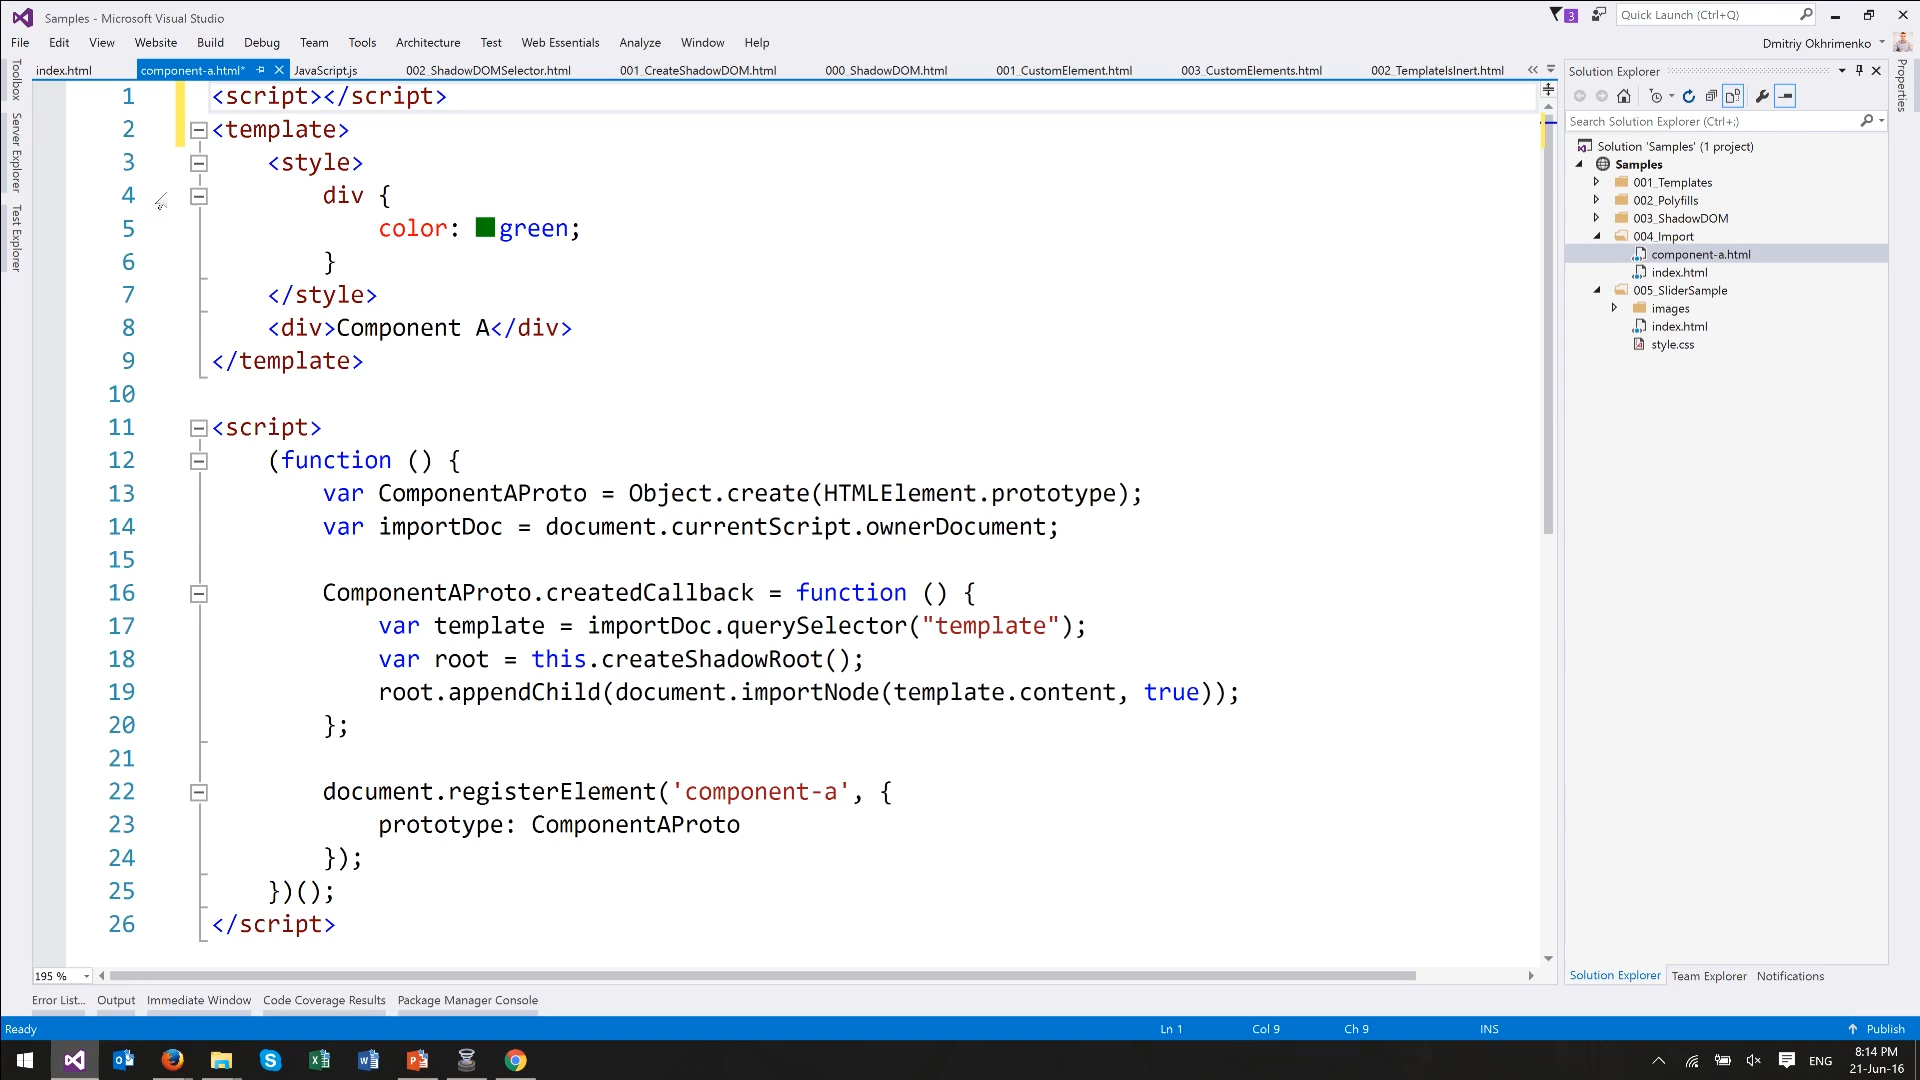 Samples - Microsoft Visual Studio
3
Quick Launch (Ctrl+Q)
File Edit View Website Build Debug Team Tools Architecture Test Web Essentials Analyze Window Help
Dmitriy Okhrimenko
index.html component-a.html* JavaScript.js 002_ShadowDOMSelector.html 001_CreateShadowDOM.html 000_ShadowDOM.html 001_CustomElement.html 003_CustomElements.html 002_TemplateIsInert.html
Toolbox
Server Explorer
Test Explorer
1 <script></script>
2 <template>
3 <style>
4 div {
5 color: green;
6 }
7 </style>
8 <div>Component A</div>
9 </template>
10
11 <script>
12 (function () {
13 var ComponentAProto = Object.create(HTMLElement.prototype);
14 var importDoc = document.currentScript.ownerDocument;
15
16 ComponentAProto.createdCallback = function () {
17 var template = importDoc.querySelector("template");
18 var root = this.createShadowRoot();
19 root.appendChild(document.importNode(template.content, true));
20 };
21
22 document.registerElement('component-a', {
23 prototype: ComponentAProto
24 });
25 })();
26 </script>
195 %
Solution Explorer
Search Solution Explorer (Ctrl+;)
Solution 'Samples' (1 project)
Samples
001_Templates
002_Polyfills
003_ShadowDOM
004_Import
component-a.html
index.html
005_SliderSample
images
index.html
style.css
Properties
Solution Explorer Team Explorer Notifications
Error List... Output Immediate Window Code Coverage Results Package Manager Console
Ready Ln 1 Col 9 Ch 9 INS Publish
ENG
8:14 PM
21-Jun-16